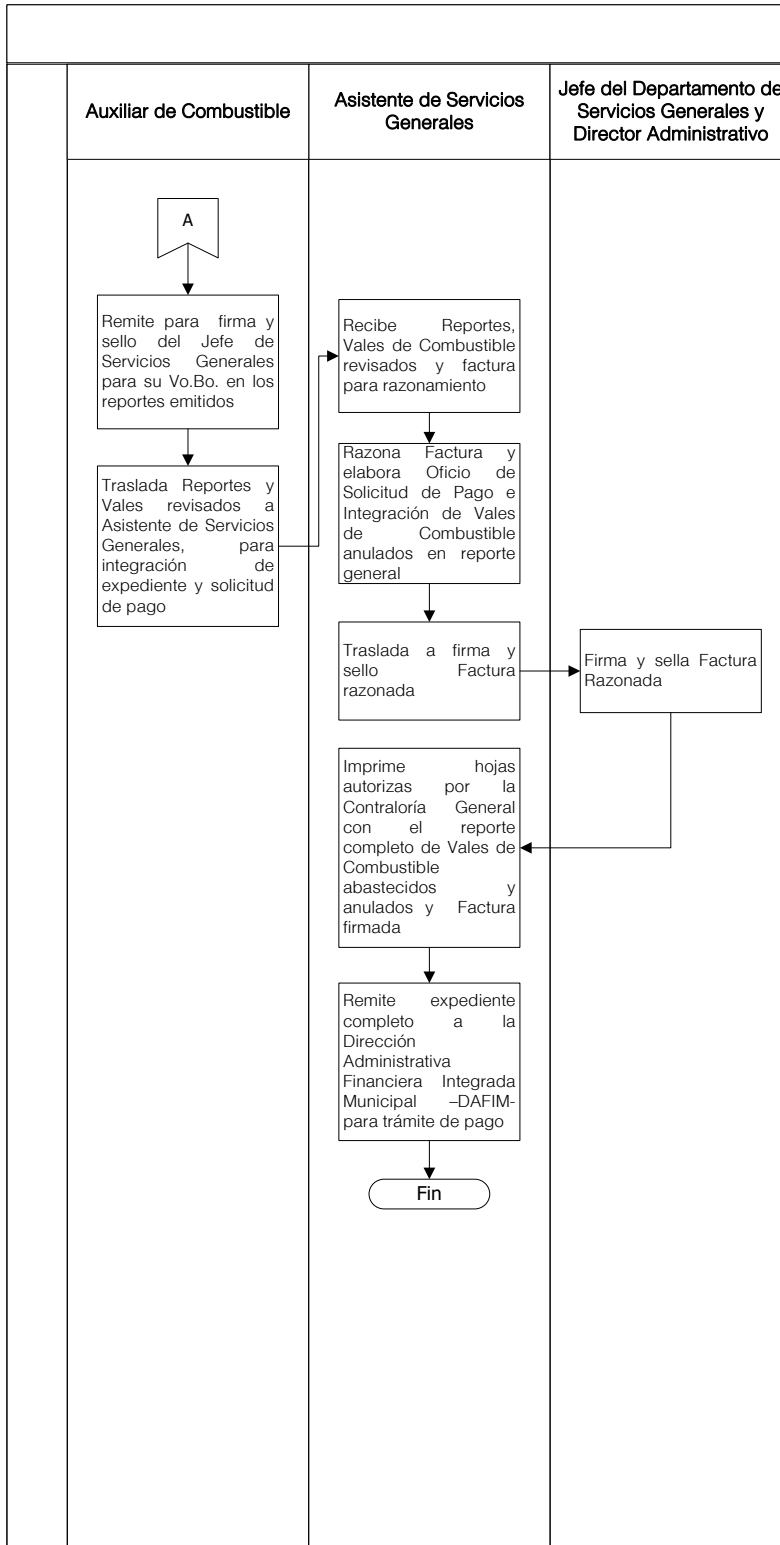 Auxiliar de Combustible
Asistente de Servicios
Generales
Jefe del Departamento de
Servicios Generales y
Director Administrativo
A
Remite para firma y
sello del Jefe de
Servicios Generales
para su Vo.Bo. en los
reportes emitidos
Traslada Reportes y
Vales revisados a
Asistente de Servicios
Generales, para
integración de
expediente y solicitud
de pago
Recibe Reportes,
Vales de Combustible
revisados y factura
para razonamiento
Razona Factura y
elabora Oficio de
Solicitud de Pago e
Integración de Vales
de Combustible
anulados en reporte
general
Traslada a firma y
sello Factura
razonada
Firma y sella Factura
Razonada
Imprime hojas
autorizas por la
Contraloría General
con el reporte
completo de Vales de
Combustible
abastecidos y
anulados y Factura
firmada
Remite expediente
completo a la
Dirección
Administrativa
Financiera Integrada
Municipal –DAFIM-
para trámite de pago
Fin